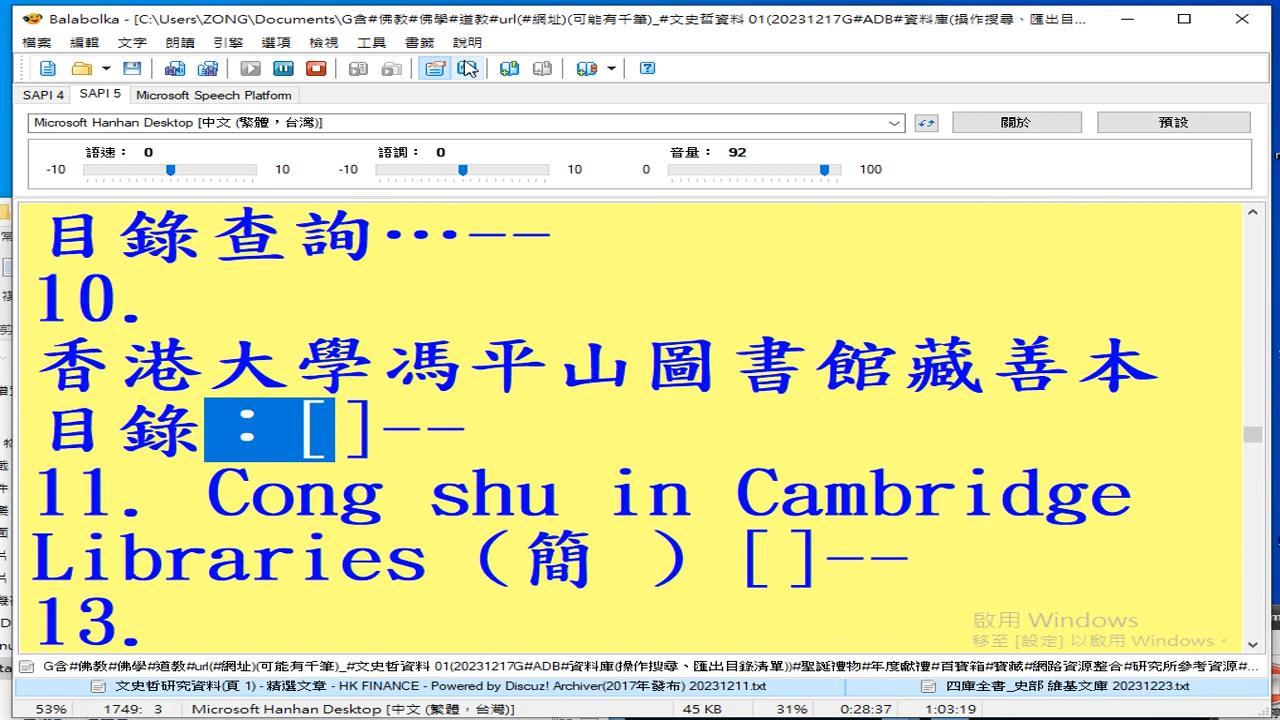 Balabolka - [C:\Users\ZONG\Documents\G含#佛教#佛學#道教#url(#網址)(可能有千筆)_#文史哲資料 01(20231217G#ADB#資料庫(操作搜尋、匯出目...
檔案 編輯 文字 朗讀 引擎 選項 檢視 工具 書籤 說明
SAPI 4 SAPI 5 Microsoft Speech Platform
Microsoft Hanhan Desktop [中文 (繁體，台灣)] 關於 預設
語速： 0 語調： 0 音量： 92
-10 10 -10 10 0 100
目錄查詢…--
10.
香港大學馮平山圖書館藏善本
目錄：[]--
11. Cong shu in Cambridge
Libraries（簡 ）[]--
13.
啟用 Windows
移至 [設定] 以啟用 Windows。
G含#佛教#佛學#道教#url(#網址)(可能有千筆)_#文史哲資料 01(20231217G#ADB#資料庫(操作搜尋、匯出目錄清單))#聖誕禮物#年度獻禮#百寶箱#寶藏#網路資源整合#研究所參考資源#...
文史哲研究資料(頁 1) - 精選文章 - HK FINANCE - Powered by Discuz! Archiver(2017年發布) 20231211.txt 四庫全書_史部 維基文庫 20231223.txt
53% 1749: 3 Microsoft Hanhan Desktop [中文 (繁體，台灣)] 45 KB 31% 0:28:37 1:03:19